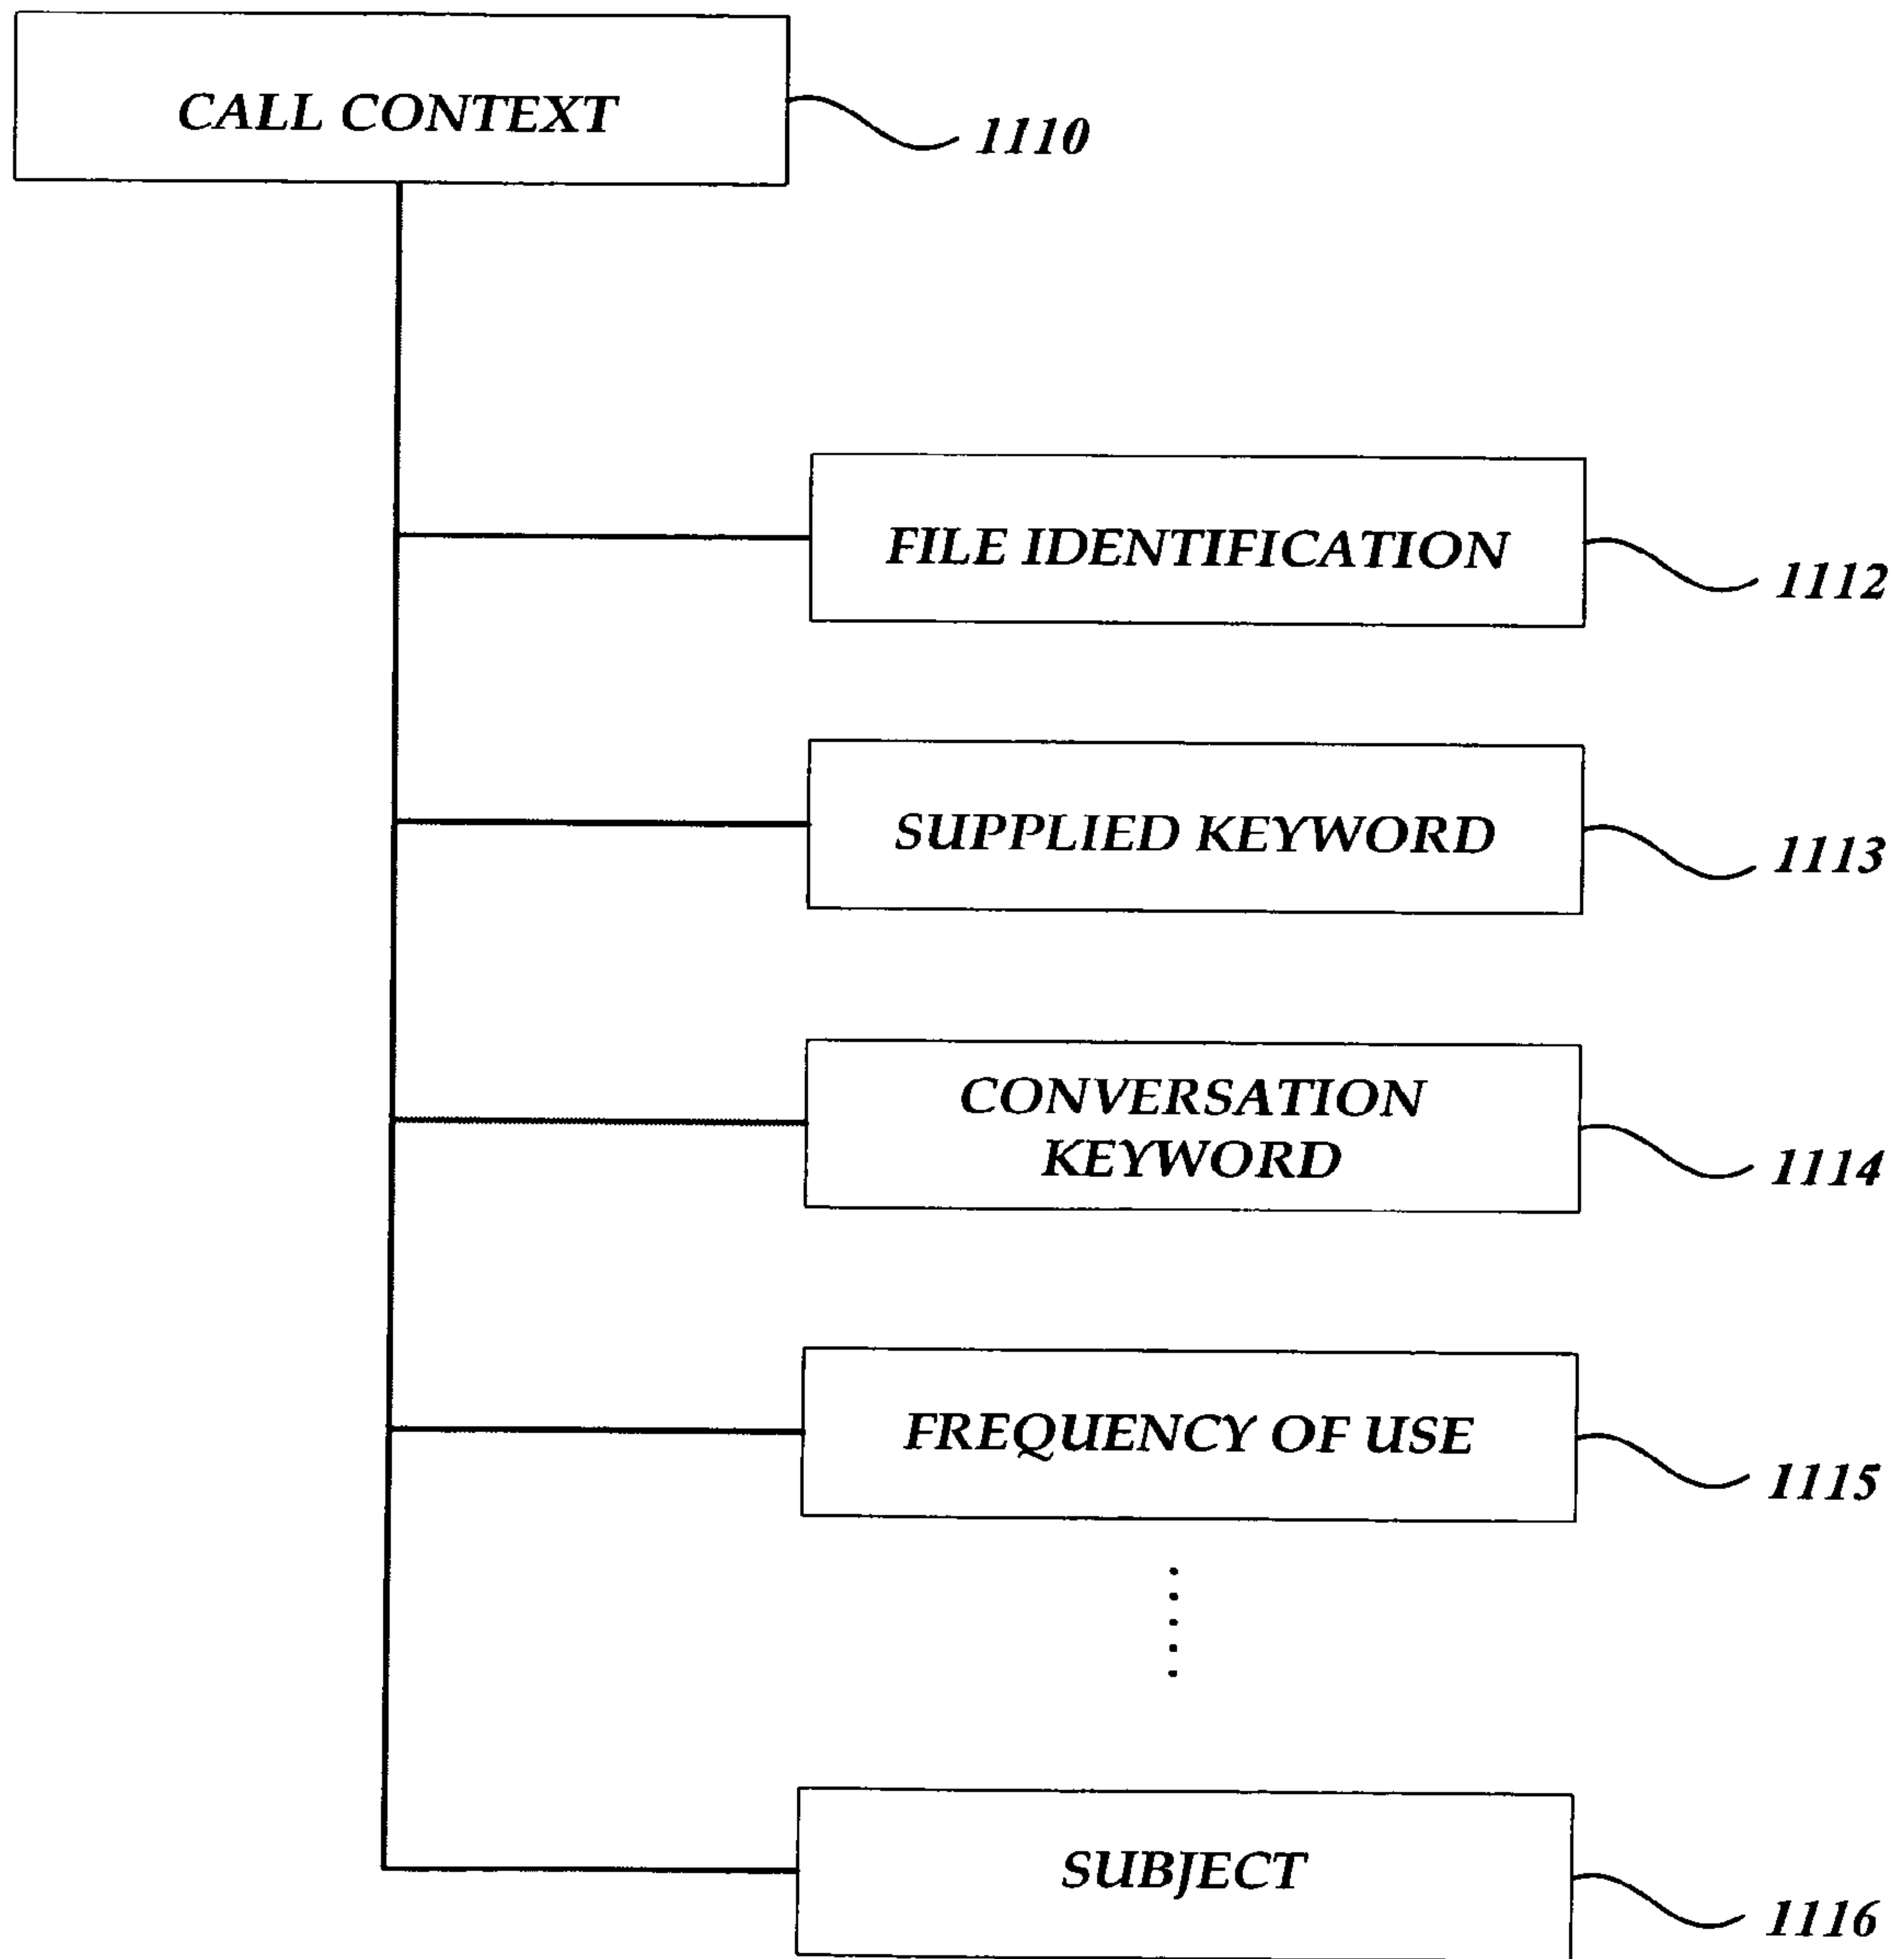 CALL CONTEXT
1110
FILE IDENTIFICATION
1112
SUPPLIED KEYWORD
1113
CONVERSATION
KEYWORD
1114
FREQUENCY OF USE
1115
SUBJECT
1116